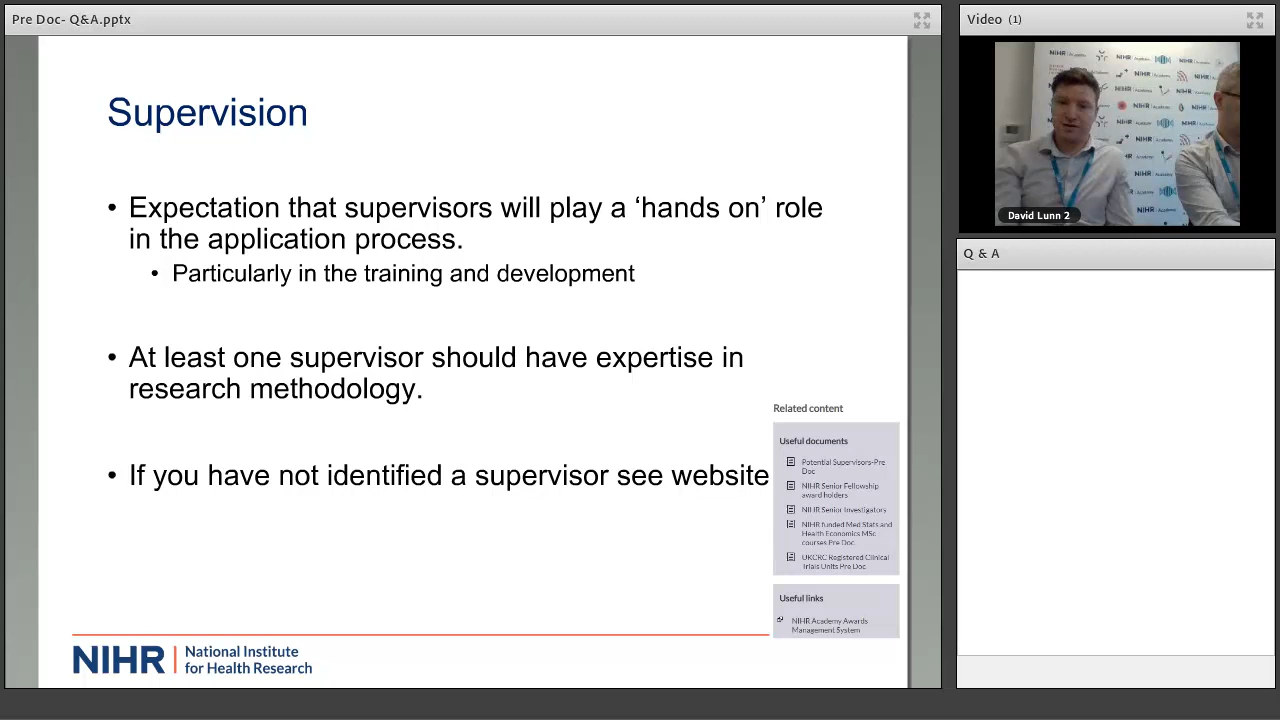 Pre Doc- Q&A.pptx
Supervision
• Expectation that supervisors will play a ‘hands on’ role
in the application process.
• Particularly in the training and development
• At least one supervisor should have expertise in
research methodology.
• If you have not identified a supervisor see website
Related content
Useful documents
Potential Supervisors-Pre
Doc
NIHR Senior Fellowship
award holders
NIHR Senior Investigators
NIHR funded Med Stats and
Health Economics MSc
courses Pre Doc
UKCRC Registered Clinical
Trials Units Pre Doc
Useful links
NIHR Academy Awards
Management System
NIHR | National Institute
for Health Research
Video (1)
David Lunn 2
Q & A